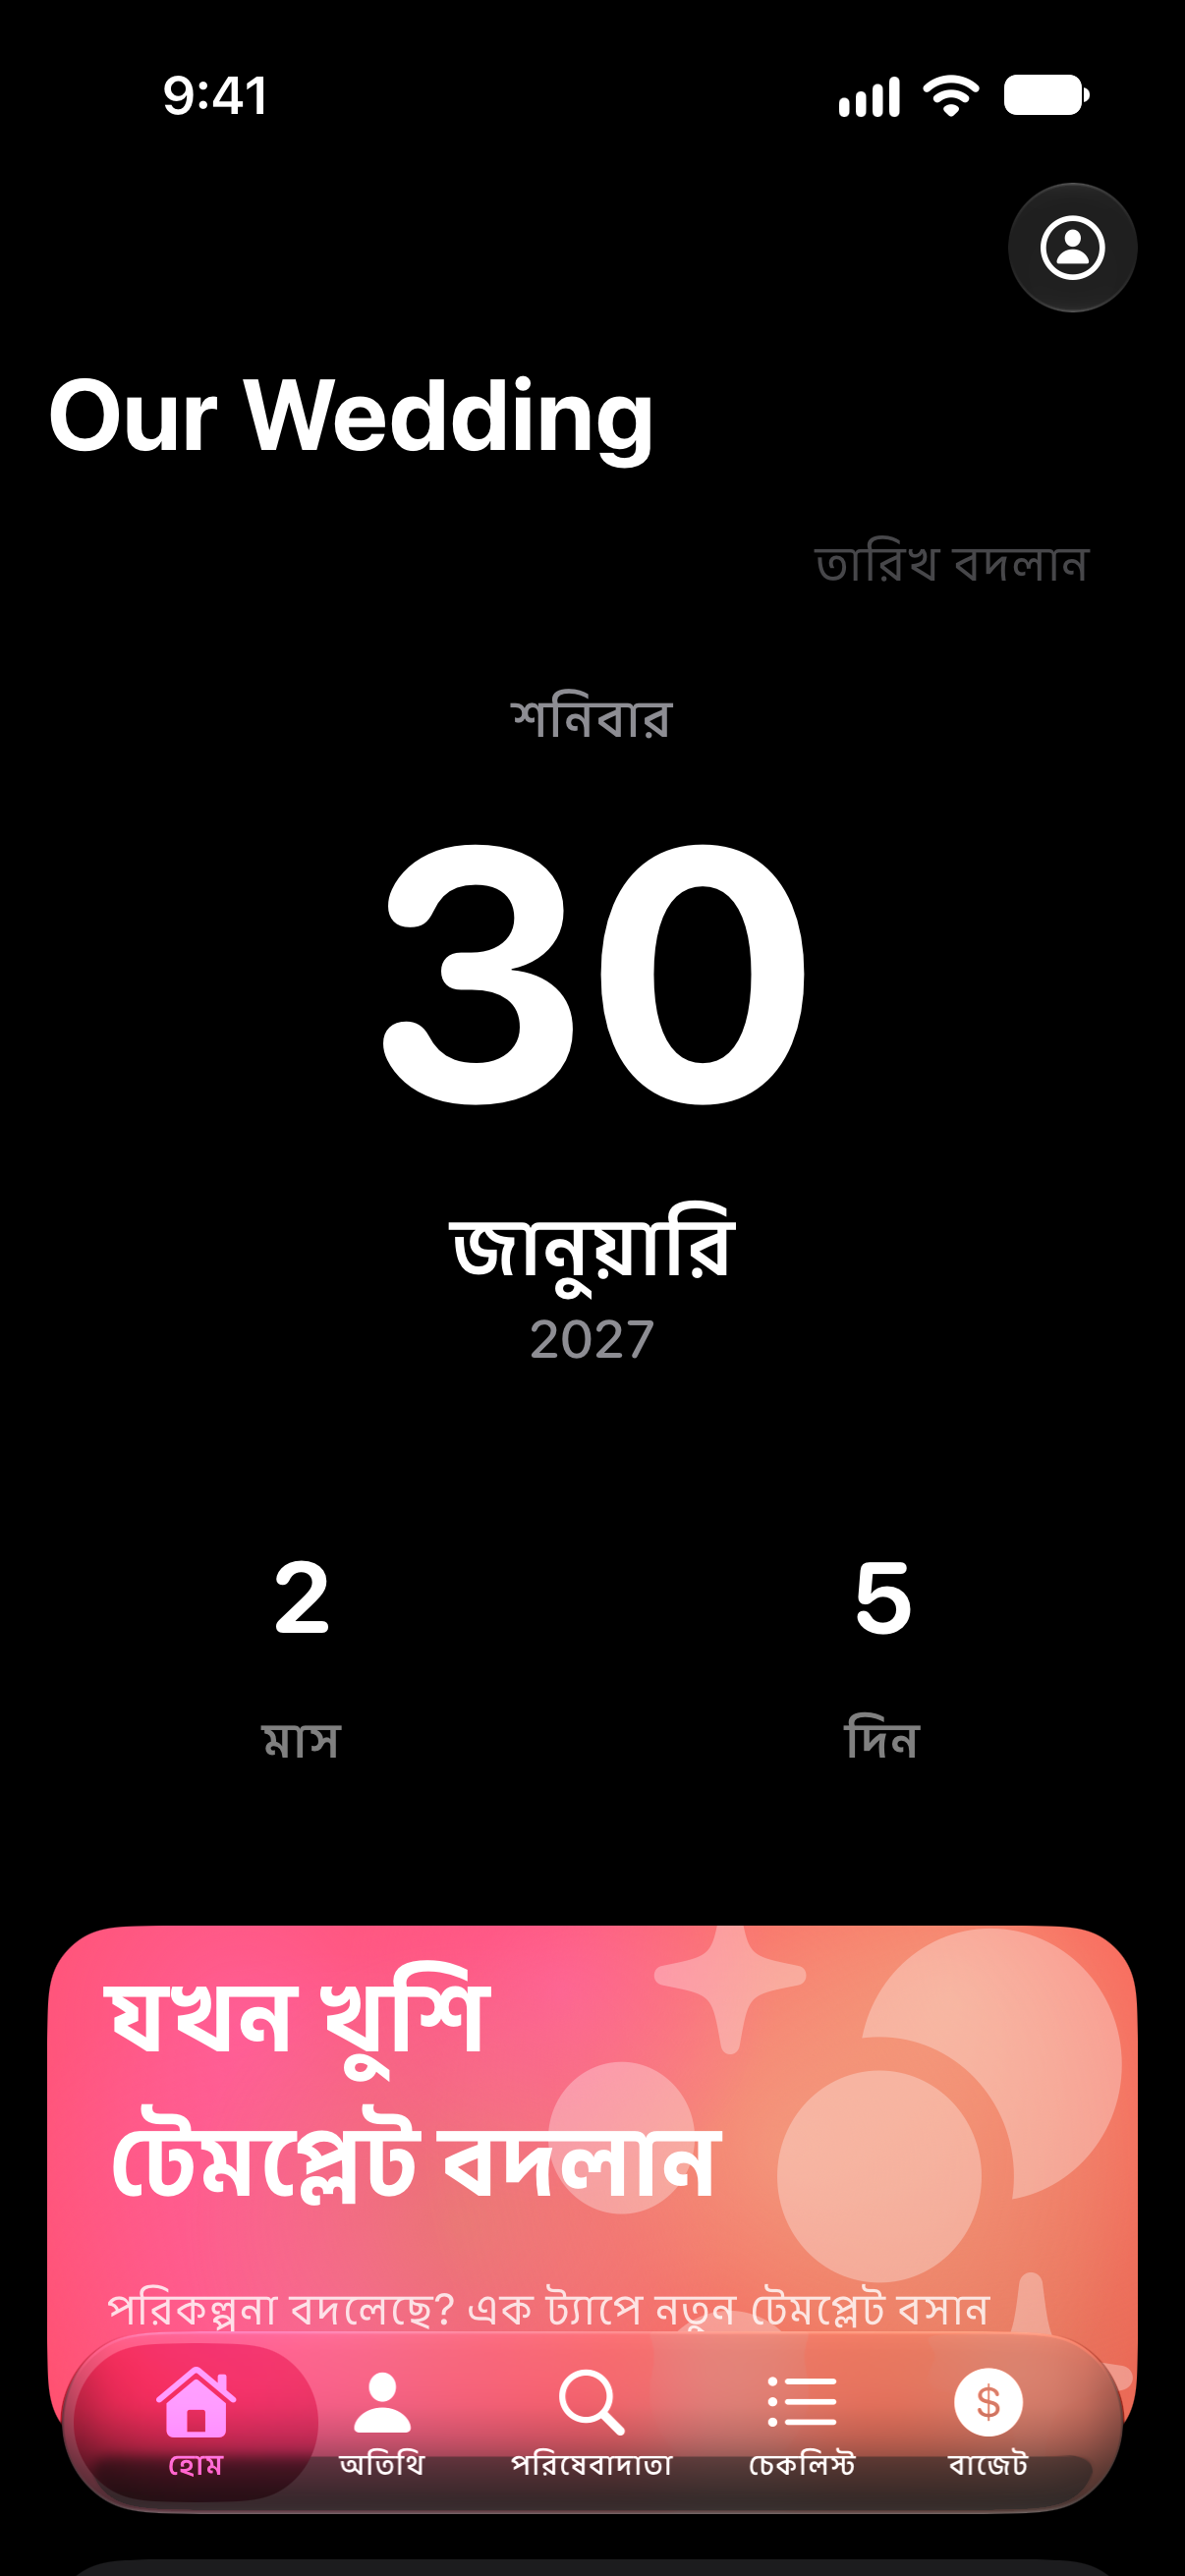 9:41
Our Wedding
তারিখ বদলান
শনিবার
30
জানুয়ারি
2027
2
5
মাস
দিন
যখন খুশি
টেমপ্লেট বদলান
পরিকল্পনা বদলেছে? এক ট্যাপে নতুন টেমপ্লেট বসান
হোম
অতিথি
পরিষেবাদাতা
চেকলিস্ট
বাজেট